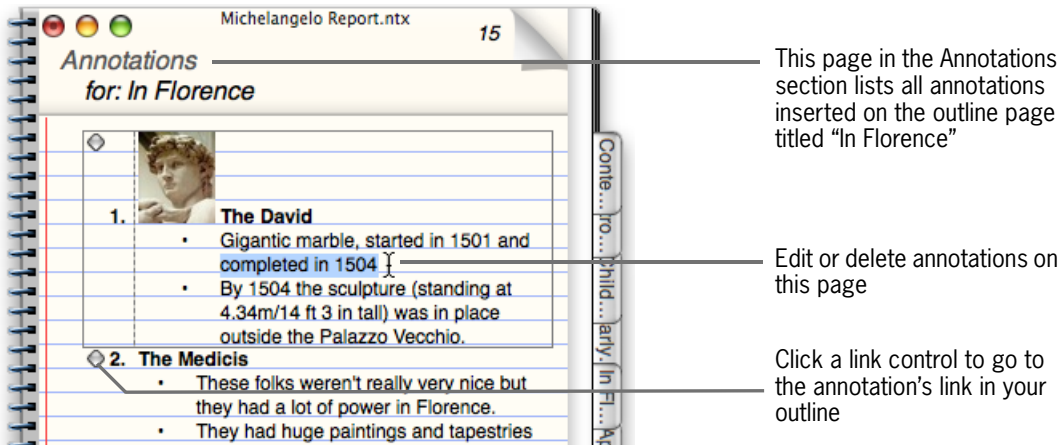 Michelangelo Report.ntx
15
Annotations
for: In Florence
1. The David
• Gigantic marble, started in 1501 and
completed in 1504
• By 1504 the sculpture (standing at
4.34m/14 ft 3 in tall) was in place
outside the Palazzo Vecchio.
2. The Medicis
• These folks weren't really very nice but
they had a lot of power in Florence.
• They had huge paintings and tapestries
Conte...
ro...
Child...
arly.
In Fl...
Ap
This page in the Annotations
section lists all annotations
inserted on the outline page
titled “In Florence”
Edit or delete annotations on
this page
Click a link control to go to
the annotation’s link in your
outline